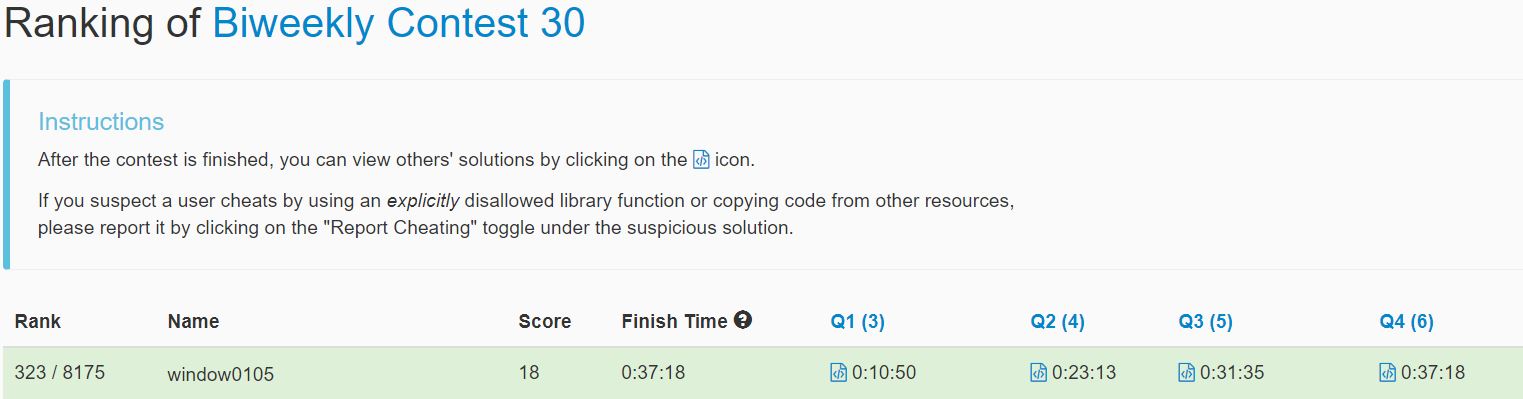 Ranking of Biweekly Contest 30
Instructions
After the contest is finished, you can view others' solutions by clicking on the icon.
If you suspect a user cheats by using an explicitly disallowed library function or copying code from other resources,
please report it by clicking on the "Report Cheating" toggle under the suspicious solution.
Rank Name Score Finish Time Q1 (3) Q2 (4) Q3 (5) Q4 (6)
323 / 8175 window0105 18 0:37:18 0:10:50 0:23:13 0:31:35 0:37:18